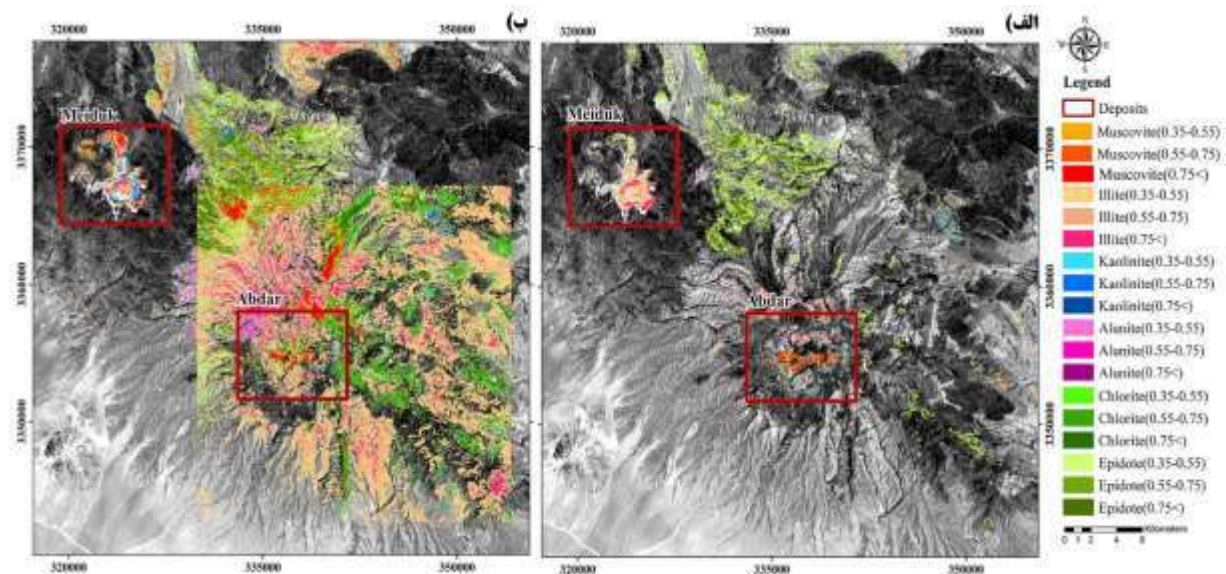 ب)
320000
335000
350000
3370000
3360000
3350000
Meiduk
Abdar
320000
335000
350000
الف)
320000
335000
350000
Meiduk
Abdar
3370000
3360000
3350000
320000
335000
350000
N
W
E
S
Legend
Deposits
Muscovite(0.35-0.55)
Muscovite(0.55-0.75)
Muscovite(0.75<)
Illite(0.35-0.55)
Illite(0.55-0.75)
Illite(0.75<)
Kaolinite(0.35-0.55)
Kaolinite(0.55-0.75)
Kaolinite(0.75<)
Alunite(0.35-0.55)
Alunite(0.55-0.75)
Alunite(0.75<)
Chlorite(0.35-0.55)
Chlorite(0.55-0.75)
Chlorite(0.75<)
Epidote(0.35-0.55)
Epidote(0.55-0.75)
Epidote(0.75<)
Kilometers
0 1 2 4 6 8